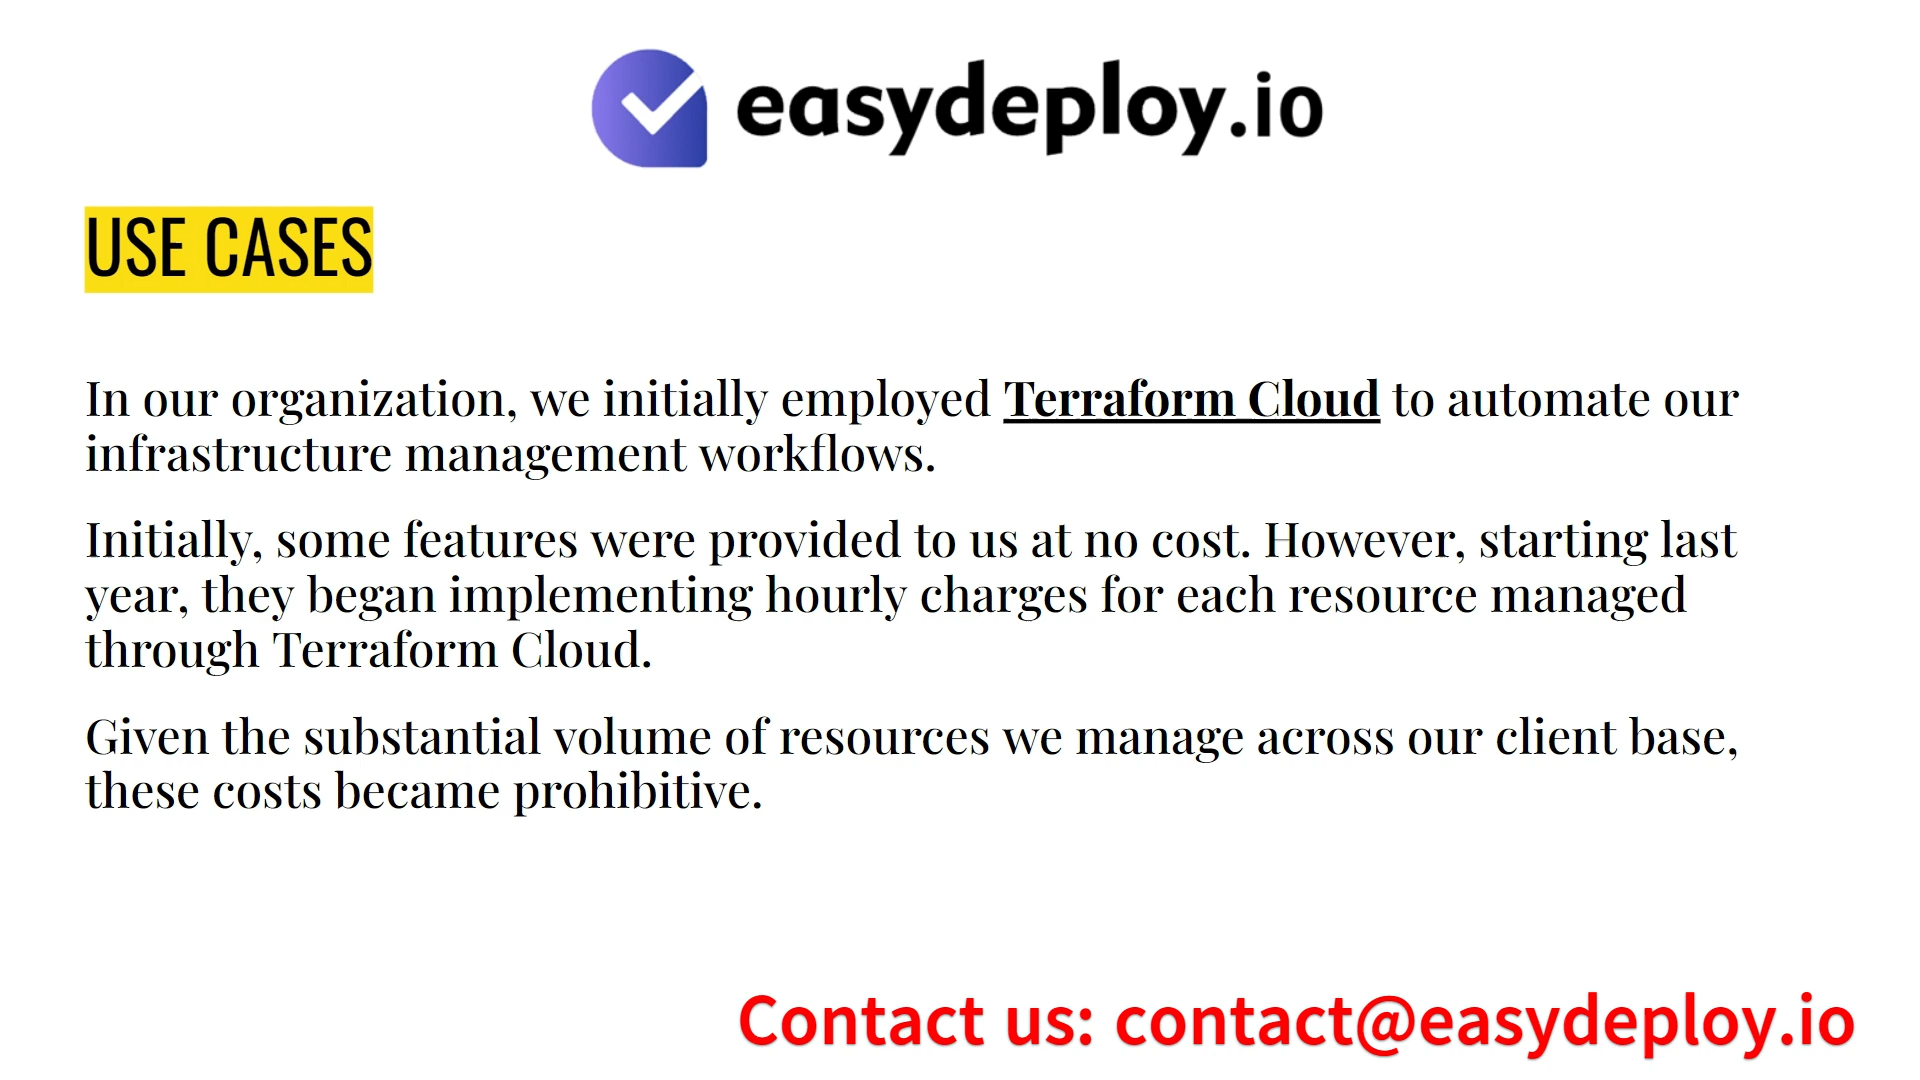 easydeploy.io
USE CASES
In our organization, we initially employed Terraform Cloud to automate our
infrastructure management workflows.
Initially, some features were provided to us at no cost. However, starting last
year, they began implementing hourly charges for each resource managed
through Terraform Cloud.
Given the substantial volume of resources we manage across our client base,
these costs became prohibitive.
Contact us: contact@easydeploy.io